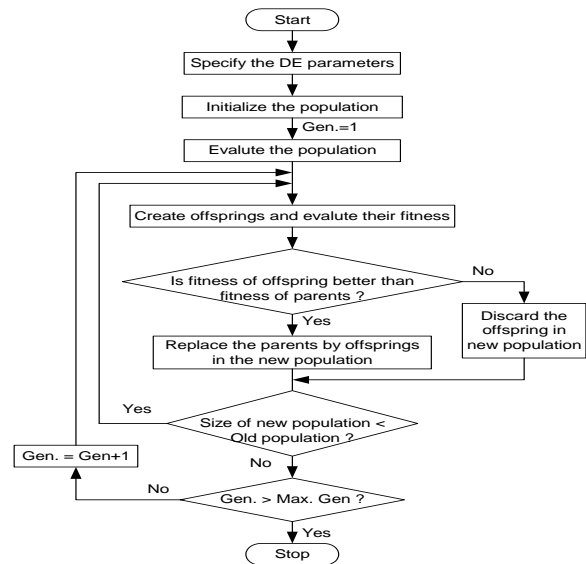 Start
Specify the DE parameters
Initialize the population
Gen.=1
Evalute the population
Create offsprings and evaluate their fitness
Is fitness of offspring better than
fitness of parents ?
No
Yes
Discard the
offspring in
new population
Replace the parents by offsprings
in the new population
Yes
Size of new population <
Old population ?
Gen. = Gen+1
No
No
Gen. > Max. Gen ?
Yes
Stop